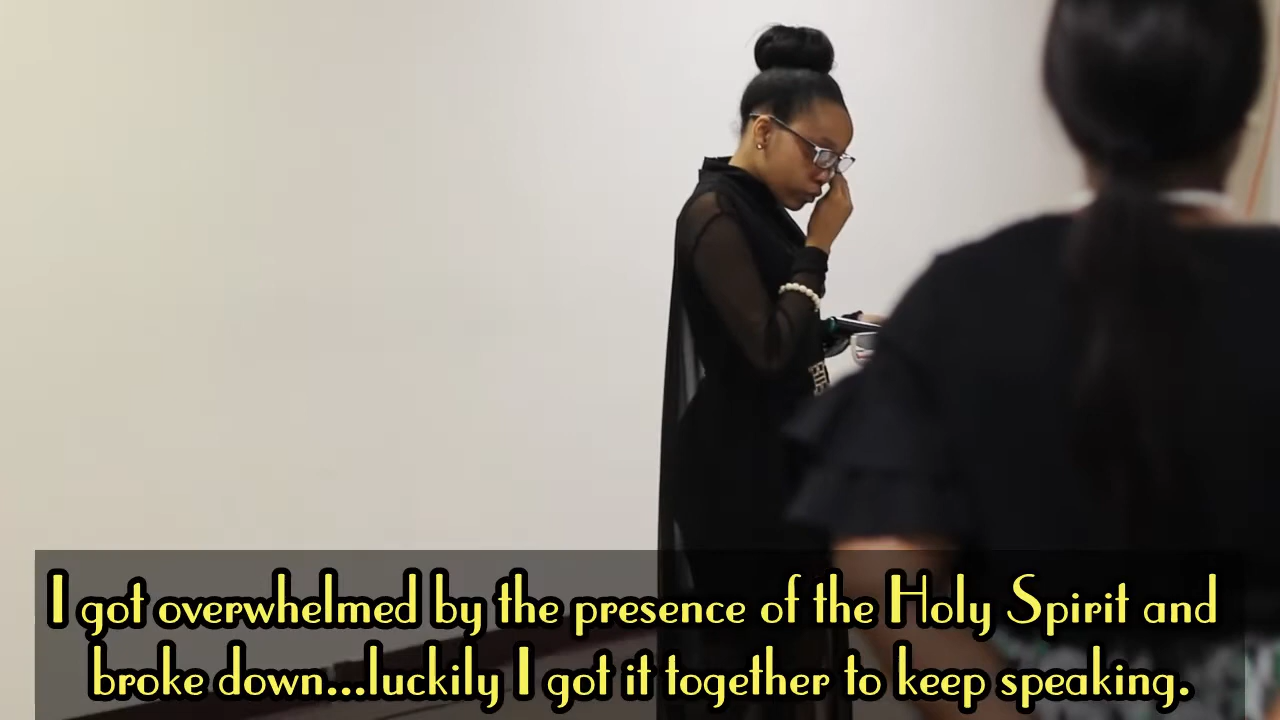 I got overwhelmed by the presence of the Holy Spirit and
broke down...luckily I got it together to keep speaking.